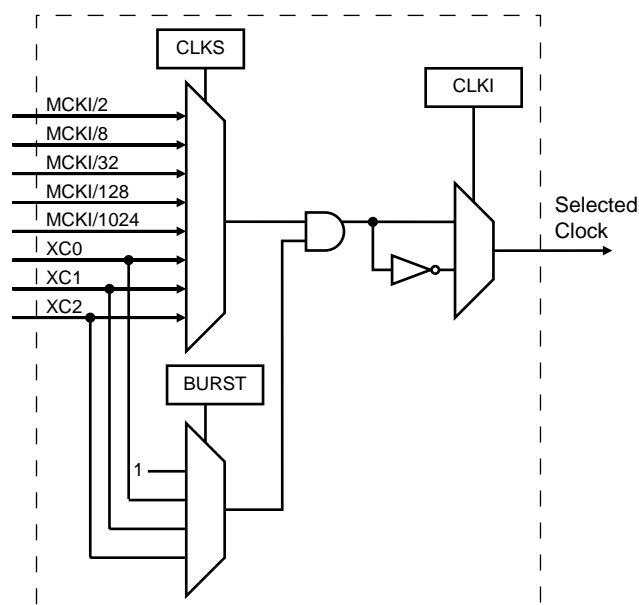 CLKS
CLKI
MCKI/2
MCKI/8
MCKI/32
MCKI/128
MCKI/1024
XC0
XC1
XC2
Selected
Clock
BURST
1